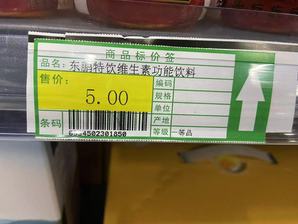 商品标价签
品名：东鹏特饮维生素功能饮料
售价：
5.00
编码
规格
单位
产地
等级 一等品
条码
4502301850